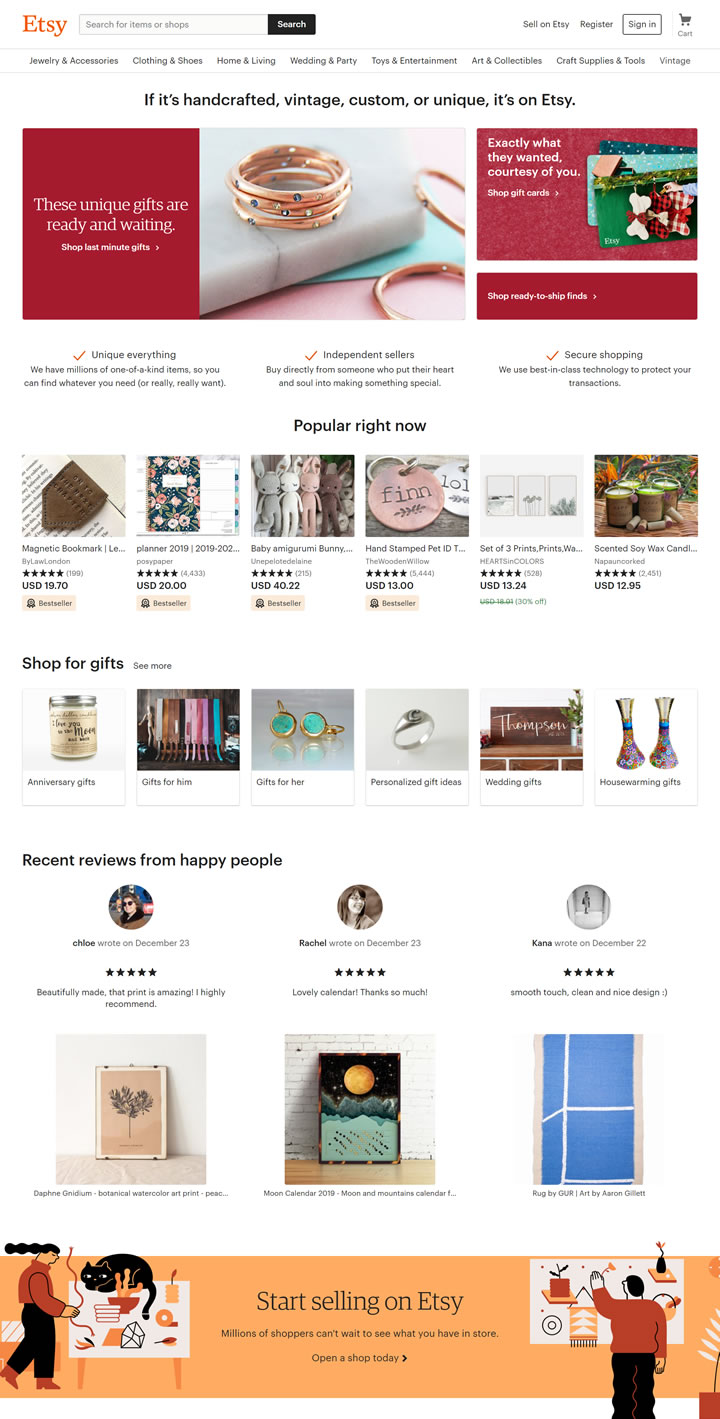 Etsy
Search for items or shops
Search
Sell on Etsy
Register
Sign in
Cart
Jewelry & Accessories
Clothing & Shoes
Home & Living
Wedding & Party
Toys & Entertainment
Art & Collectibles
Craft Supplies & Tools
Vintage
If it's handcrafted, vintage, custom, or unique, it's on Etsy.
These unique gifts are
ready and waiting.
Shop last minute gifts >
Exactly what
they wanted,
courtesy of you.
Shop gift cards >
Etsy
Shop ready-to-ship finds >
Unique everything
We have millions of one-of-a-kind items, so you
can find whatever you need (or really, really want).
Independent sellers
Buy directly from someone who put their heart
and soul into making something special.
Secure shopping
We use best-in-class technology to protect your
transactions.
Popular right now
Magnetic Bookmark | Le...
ByLawLondon
(199)
USD 19.70
Bestseller
planner 2019 | 2019-202...
posypaper
(4,433)
USD 20.00
Bestseller
Baby amigurumi Bunny,...
Unepelotedelaine
(215)
USD 40.22
Bestseller
finn
lol
Hand Stamped Pet ID T...
TheWoodenWillow
(5,444)
USD 13.00
Bestseller
Set of 3 Prints,Prints,Wa...
HEARTSinCOLORS
(528)
USD 13.24
USD 18.91 (30% off)
Scented Soy Wax Candl...
Napauncorked
(2,451)
USD 12.95
Shop for gifts
See more
i love you
to the Moon
and back
Anniversary gifts
Gifts for him
Gifts for her
C
Personalized gift ideas
Thompson
Wedding gifts
Housewarming gifts
Recent reviews from happy people
chloe wrote on December 23
Beautifully made, that print is amazing! I highly
recommend.
Daphne Gnidium - botanical watercolor art print - peac...
Rachel wrote on December 23
Lovely calendar! Thanks so much!
Moon Calendar 2019 - Moon and mountains calendar f...
Kana wrote on December 22
smooth touch, clean and nice design :)
Rug by GUR | Art by Aaron Gillett
Start selling on Etsy
Millions of shoppers can't wait to see what you have in store.
Open a shop today >